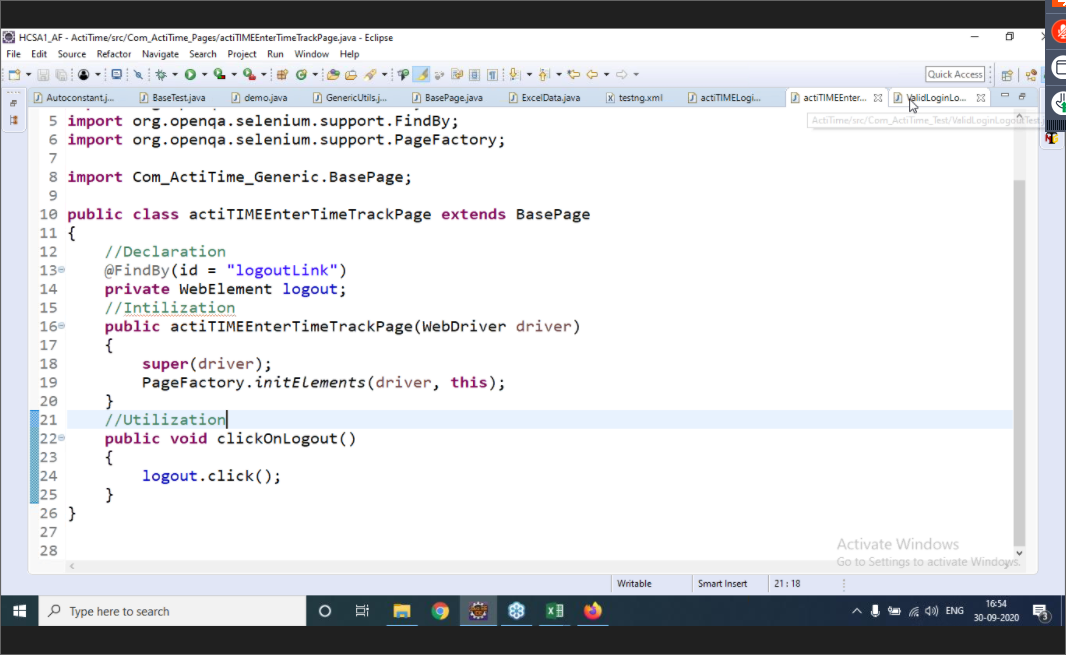 HCSA1_AF - ActiTime/src/Com_ActiTime_Pages/actiTIMEEnterTimeTrackPage.java - Eclipse
File Edit Source Refactor Navigate Search Project Run Window Help
Quick Access
Autoconstant.j... BaseTest.java demo.java GenericUtils.j... BasePage.java ExcelData.java testng.xml actiTIMELogi... actiTIMEEnter... ValidLoginLo...
ActiTime/src/Com_ActiTime_Test/ValidLoginLogoutTest.
5 import org.openqa.selenium.support.FindBy;
6 import org.openqa.selenium.support.PageFactory;
7
8 import Com_ActiTime_Generic.BasePage;
9
10 public class actiTIMEEnterTimeTrackPage extends BasePage
11 {
12 //Declaration
13 @FindBy(id = "logoutLink")
14 private WebElement logout;
15 //Intilization
16 public actiTIMEEnterTimeTrackPage(WebDriver driver)
17 {
18 super(driver);
19 PageFactory.initElements(driver, this);
20 }
21 //Utilization
22 public void clickOnLogout()
23 {
24 logout.click();
25 }
26 }
27
28
Activate Windows
Go to Settings to activate Windows.
Writable Smart Insert 21 : 18
Type here to search
ENG
16:54
30-09-2020
3